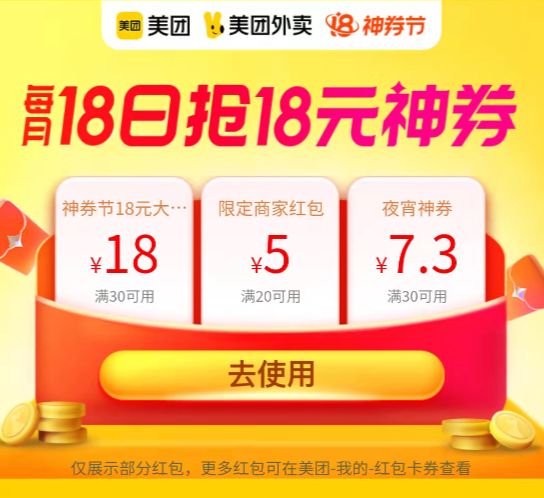 美团 美团 美团外卖 18 神券节
每月18日抢18元神券
神券节18元大… 限定商家红包 夜宵神券
¥18 ¥5 ¥7.3
满30可用 满20可用 满30可用
去使用
仅展示部分红包，更多红包可在美团-我的-红包卡券查看